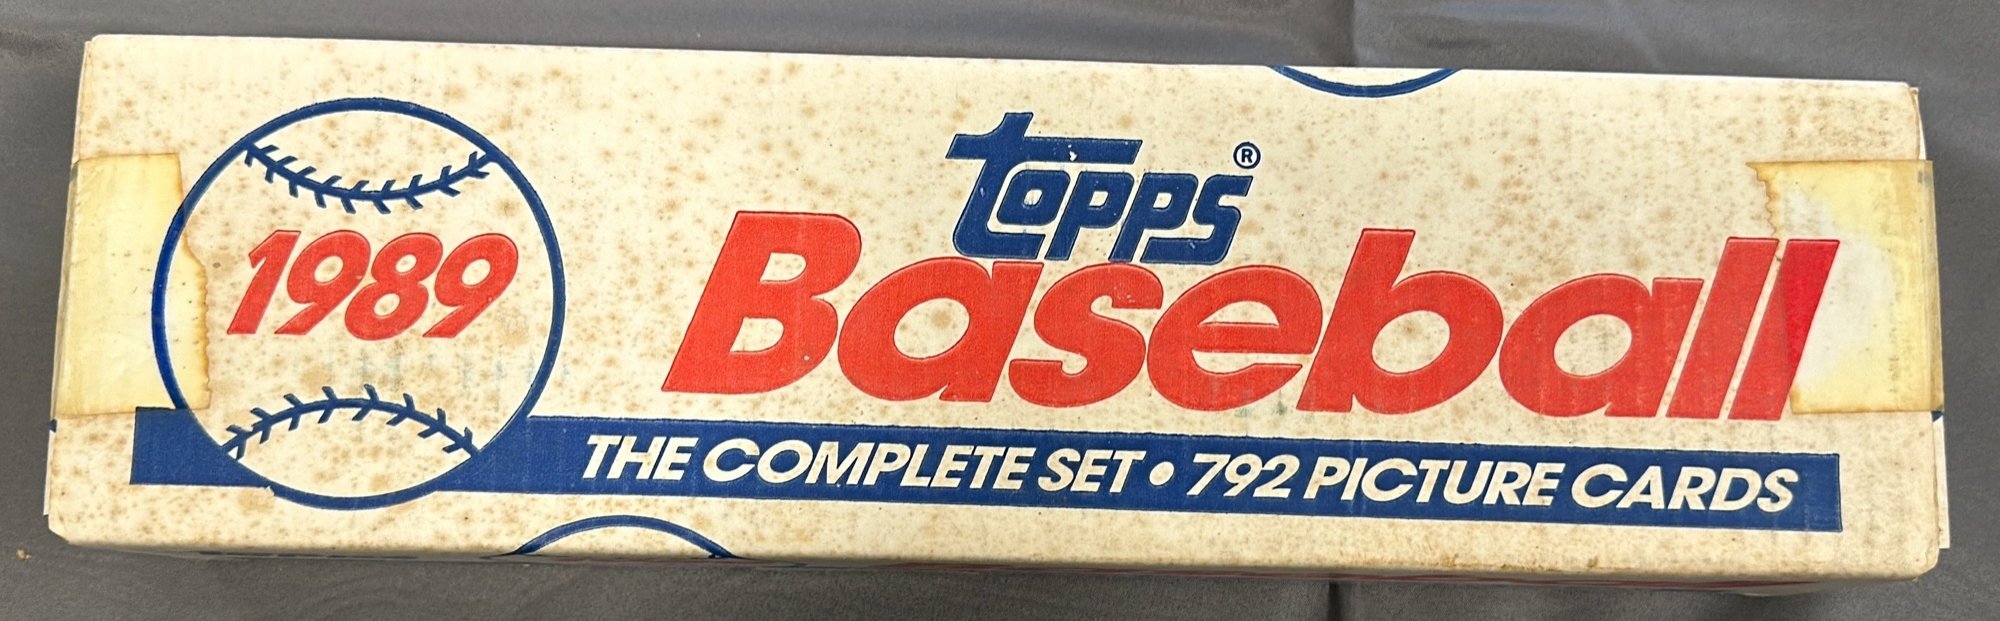 1989
topps®
Baseball
THE COMPLETE SET • 792 PICTURE CARDS